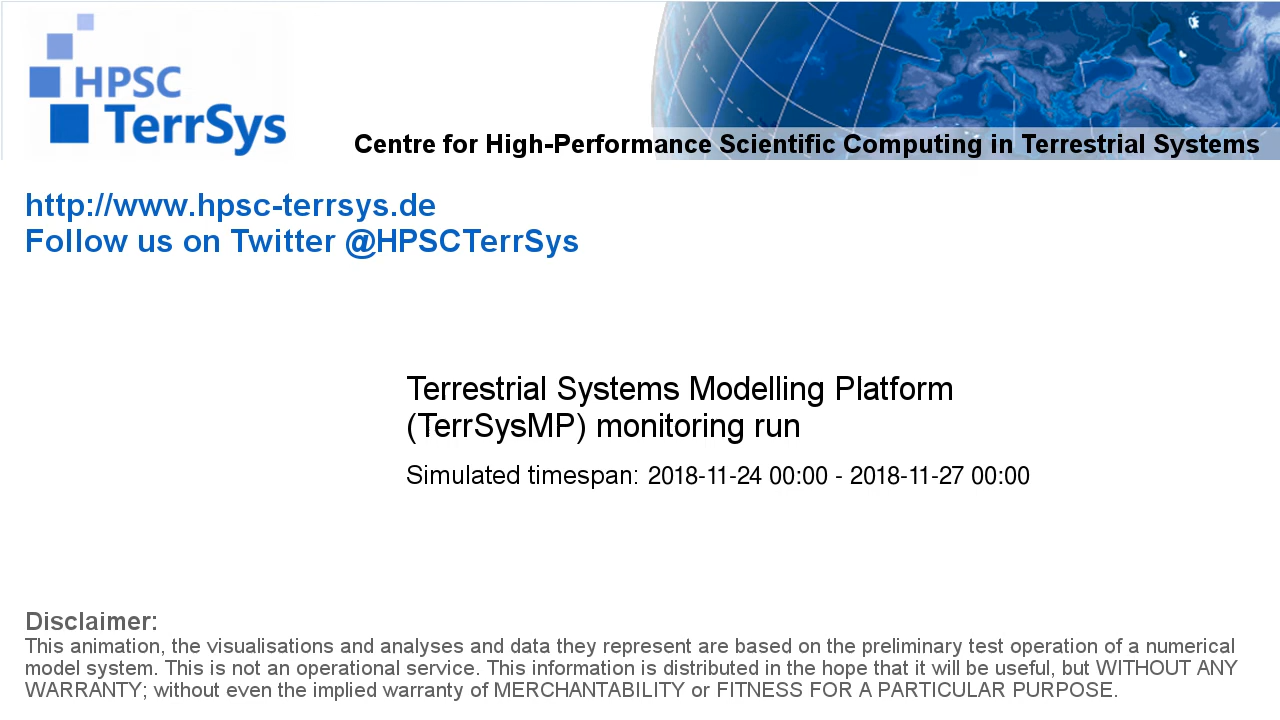 HPSC
TerrSys
Centre for High-Performance Scientific Computing in Terrestrial Systems
http://www.hpsc-terrsys.de
Follow us on Twitter @HPSCTerrSys
Terrestrial Systems Modelling Platform
(TerrSysMP) monitoring run
Simulated timespan: 2018-11-24 00:00 - 2018-11-27 00:00
Disclaimer:
This animation, the visualisations and analyses and data they represent are based on the preliminary test operation of a numerical
model system. This is not an operational service. This information is distributed in the hope that it will be useful, but WITHOUT ANY
WARRANTY; without even the implied warranty of MERCHANTABILITY or FITNESS FOR A PARTICULAR PURPOSE.